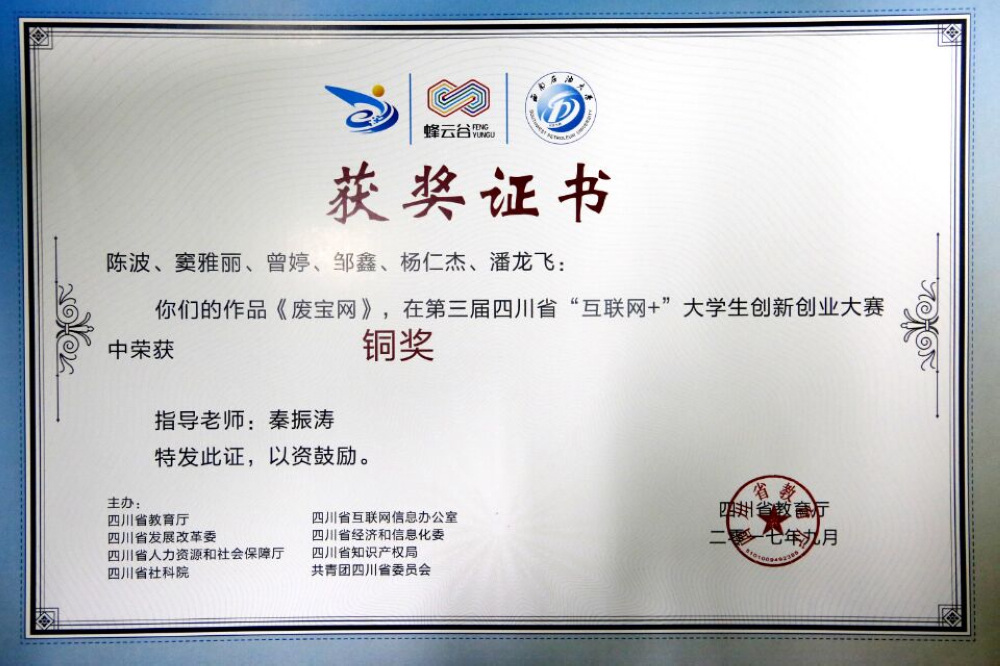 蜂云谷 FENG YUNGU
西南石油大学
SOUTHWEST PETROLEUM UNIVERSITY
获奖证书
陈波、窦雅丽、曾婷、邹鑫、杨仁杰、潘龙飞：
你们的作品《废宝网》，在第三届四川省“互联网+”大学生创新创业大赛
中荣获 铜奖
指导老师：秦振涛
特发此证，以资鼓励。
主办：
四川省教育厅 四川省互联网信息办公室
四川省发展改革委 四川省经济和信息化委
四川省人力资源和社会保障厅 四川省知识产权局
四川省社科院 共青团四川省委员会
四川省教育厅
二零一七年九月